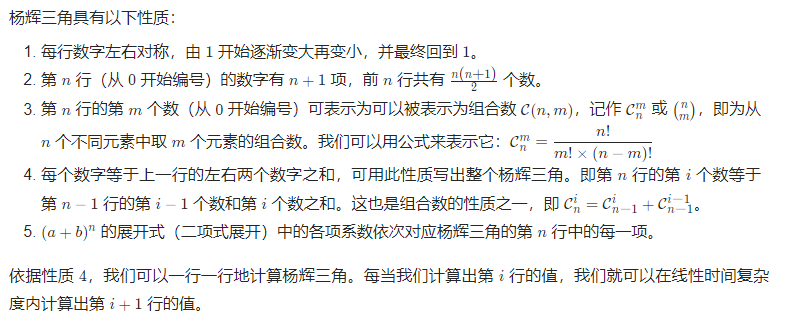 杨辉三角具有以下性质：
1. 每行数字左右对称，由 1 开始逐渐变大再变小，并最终回到 1。
2. 第 n 行（从 0 开始编号）的数字有 n + 1 项，前 n 行共有 \frac{n(n+1)}{2} 个数。
3. 第 n 行的第 m 个数（从 0 开始编号）可表示为可以被表示为组合数 \mathcal{C}(n, m)，记作 \mathcal{C}_n^m 或 \binom{n}{m}，即为从
n 个不同元素中取 m 个元素的组合数。我们可以用公式来表示它：\mathcal{C}_n^m = \frac{n!}{m! \times (n-m)!}
4. 每个数字等于上一行的左右两个数字之和，可用此性质写出整个杨辉三角。即第 n 行的第 i 个数等于
第 n - 1 行的第 i - 1 个数和第 i 个数之和。这也是组合数的性质之一，即 \mathcal{C}_n^i = \mathcal{C}_{n-1}^i + \mathcal{C}_{n-1}^{i-1}。
5. (a + b)^n 的展开式（二项式展开）中的各项系数依次对应杨辉三角的第 n 行中的每一项。
依据性质 4，我们可以一行一行地计算杨辉三角。每当我们计算出第 i 行的值，我们就可以在线性时间复杂
度内计算出第 i + 1 行的值。